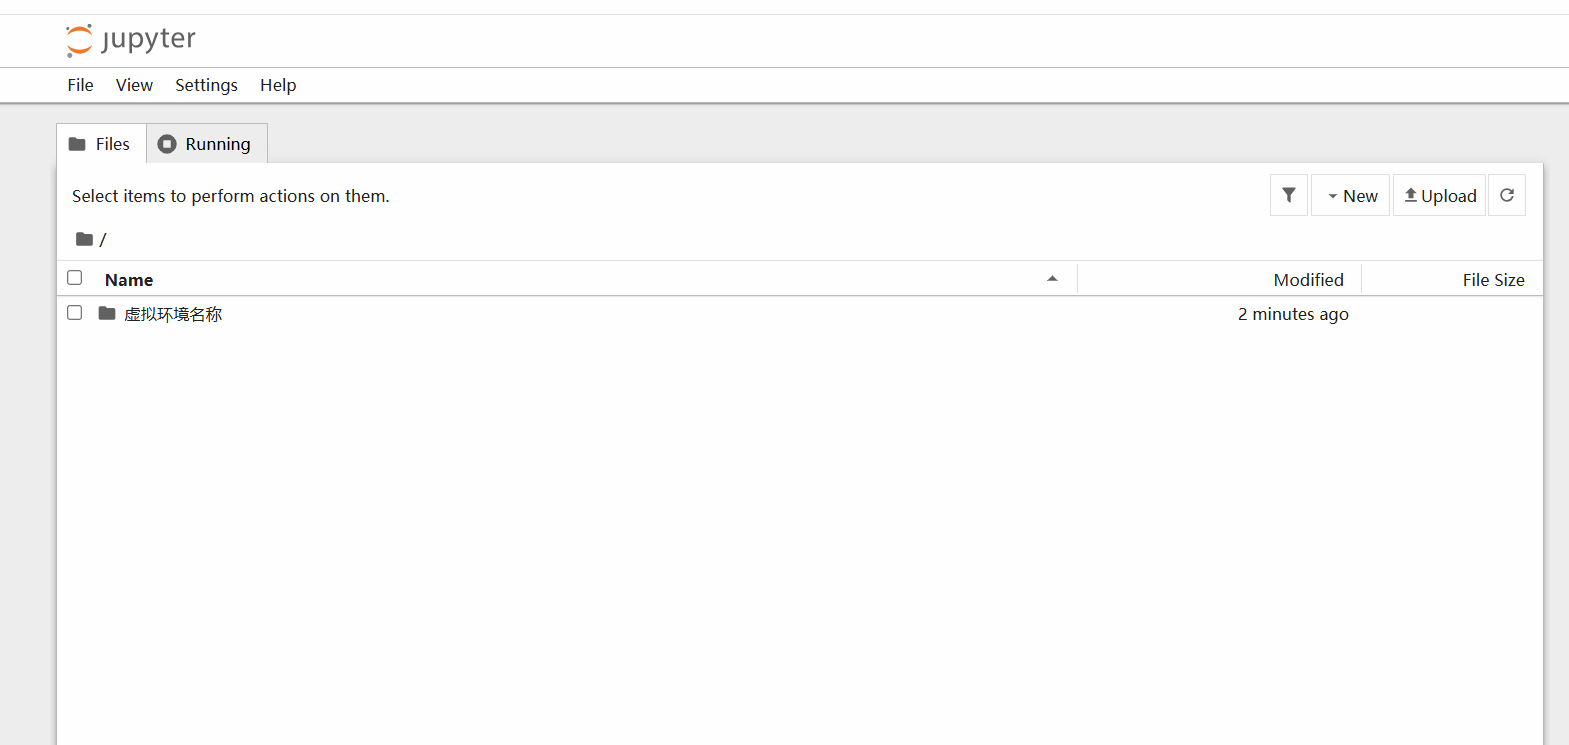 jupyter
File View Settings Help
Files Running
Select items to perform actions on them.
New Upload
/
Name Modified File Size
虚拟环境名称 2 minutes ago